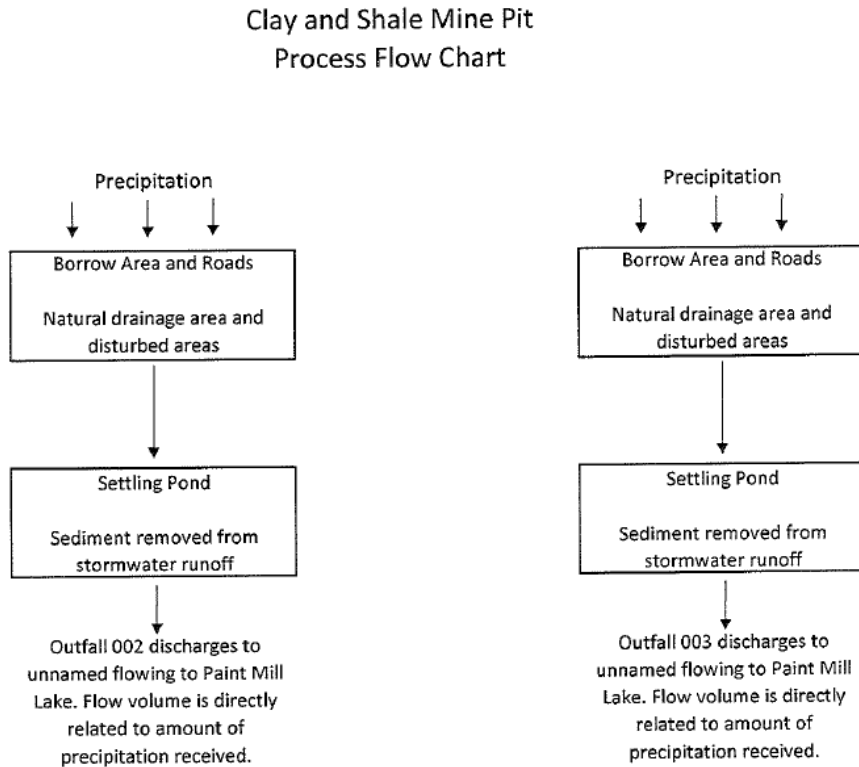 Clay and Shale Mine Pit
Process Flow Chart
Precipitation
Borrow Area and Roads
Natural drainage area and
disturbed areas
Settling Pond
Sediment removed from
stormwater runoff
Outfall 002 discharges to
unnamed flowing to Paint Mill
Lake. Flow volume is directly
related to amount of
precipitation received.
Precipitation
Borrow Area and Roads
Natural drainage area and
disturbed areas
Settling Pond
Sediment removed from
stormwater runoff
Outfall 003 discharges to
unnamed flowing to Paint Mill
Lake. Flow volume is directly
related to amount of
precipitation received.